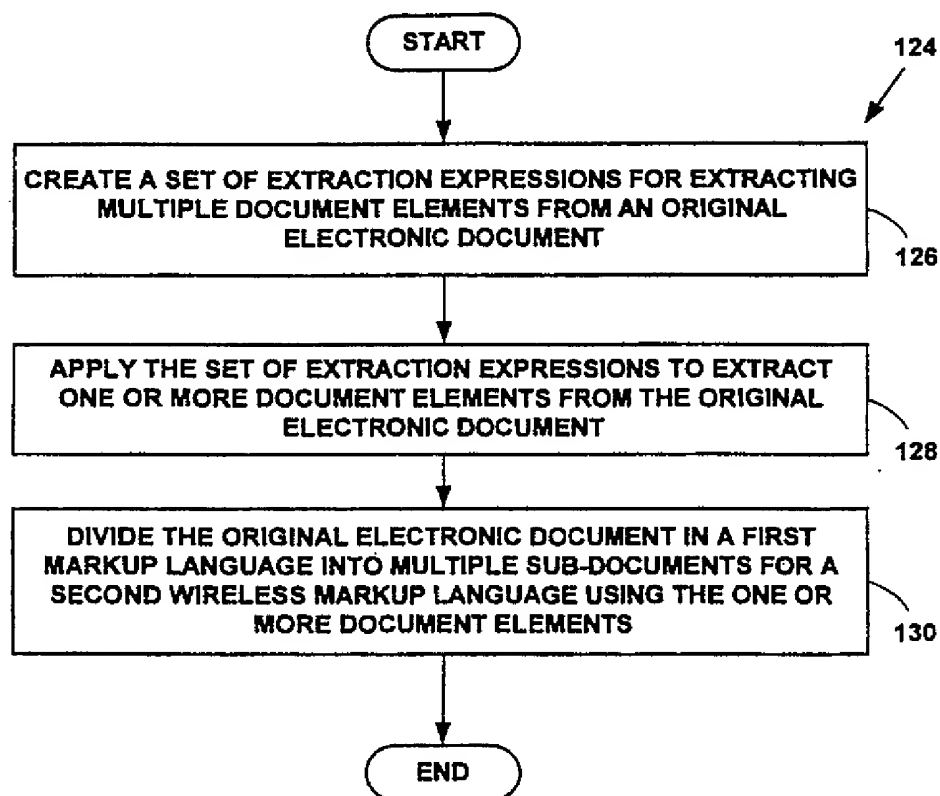 START
124
CREATE A SET OF EXTRACTION EXPRESSIONS FOR EXTRACTING
MULTIPLE DOCUMENT ELEMENTS FROM AN ORIGINAL
ELECTRONIC DOCUMENT
126
APPLY THE SET OF EXTRACTION EXPRESSIONS TO EXTRACT
ONE OR MORE DOCUMENT ELEMENTS FROM THE ORIGINAL
ELECTRONIC DOCUMENT
128
DIVIDE THE ORIGINAL ELECTRONIC DOCUMENT IN A FIRST
MARKUP LANGUAGE INTO MULTIPLE SUB-DOCUMENTS FOR A
SECOND WIRELESS MARKUP LANGUAGE USING THE ONE OR
MORE DOCUMENT ELEMENTS
130
END